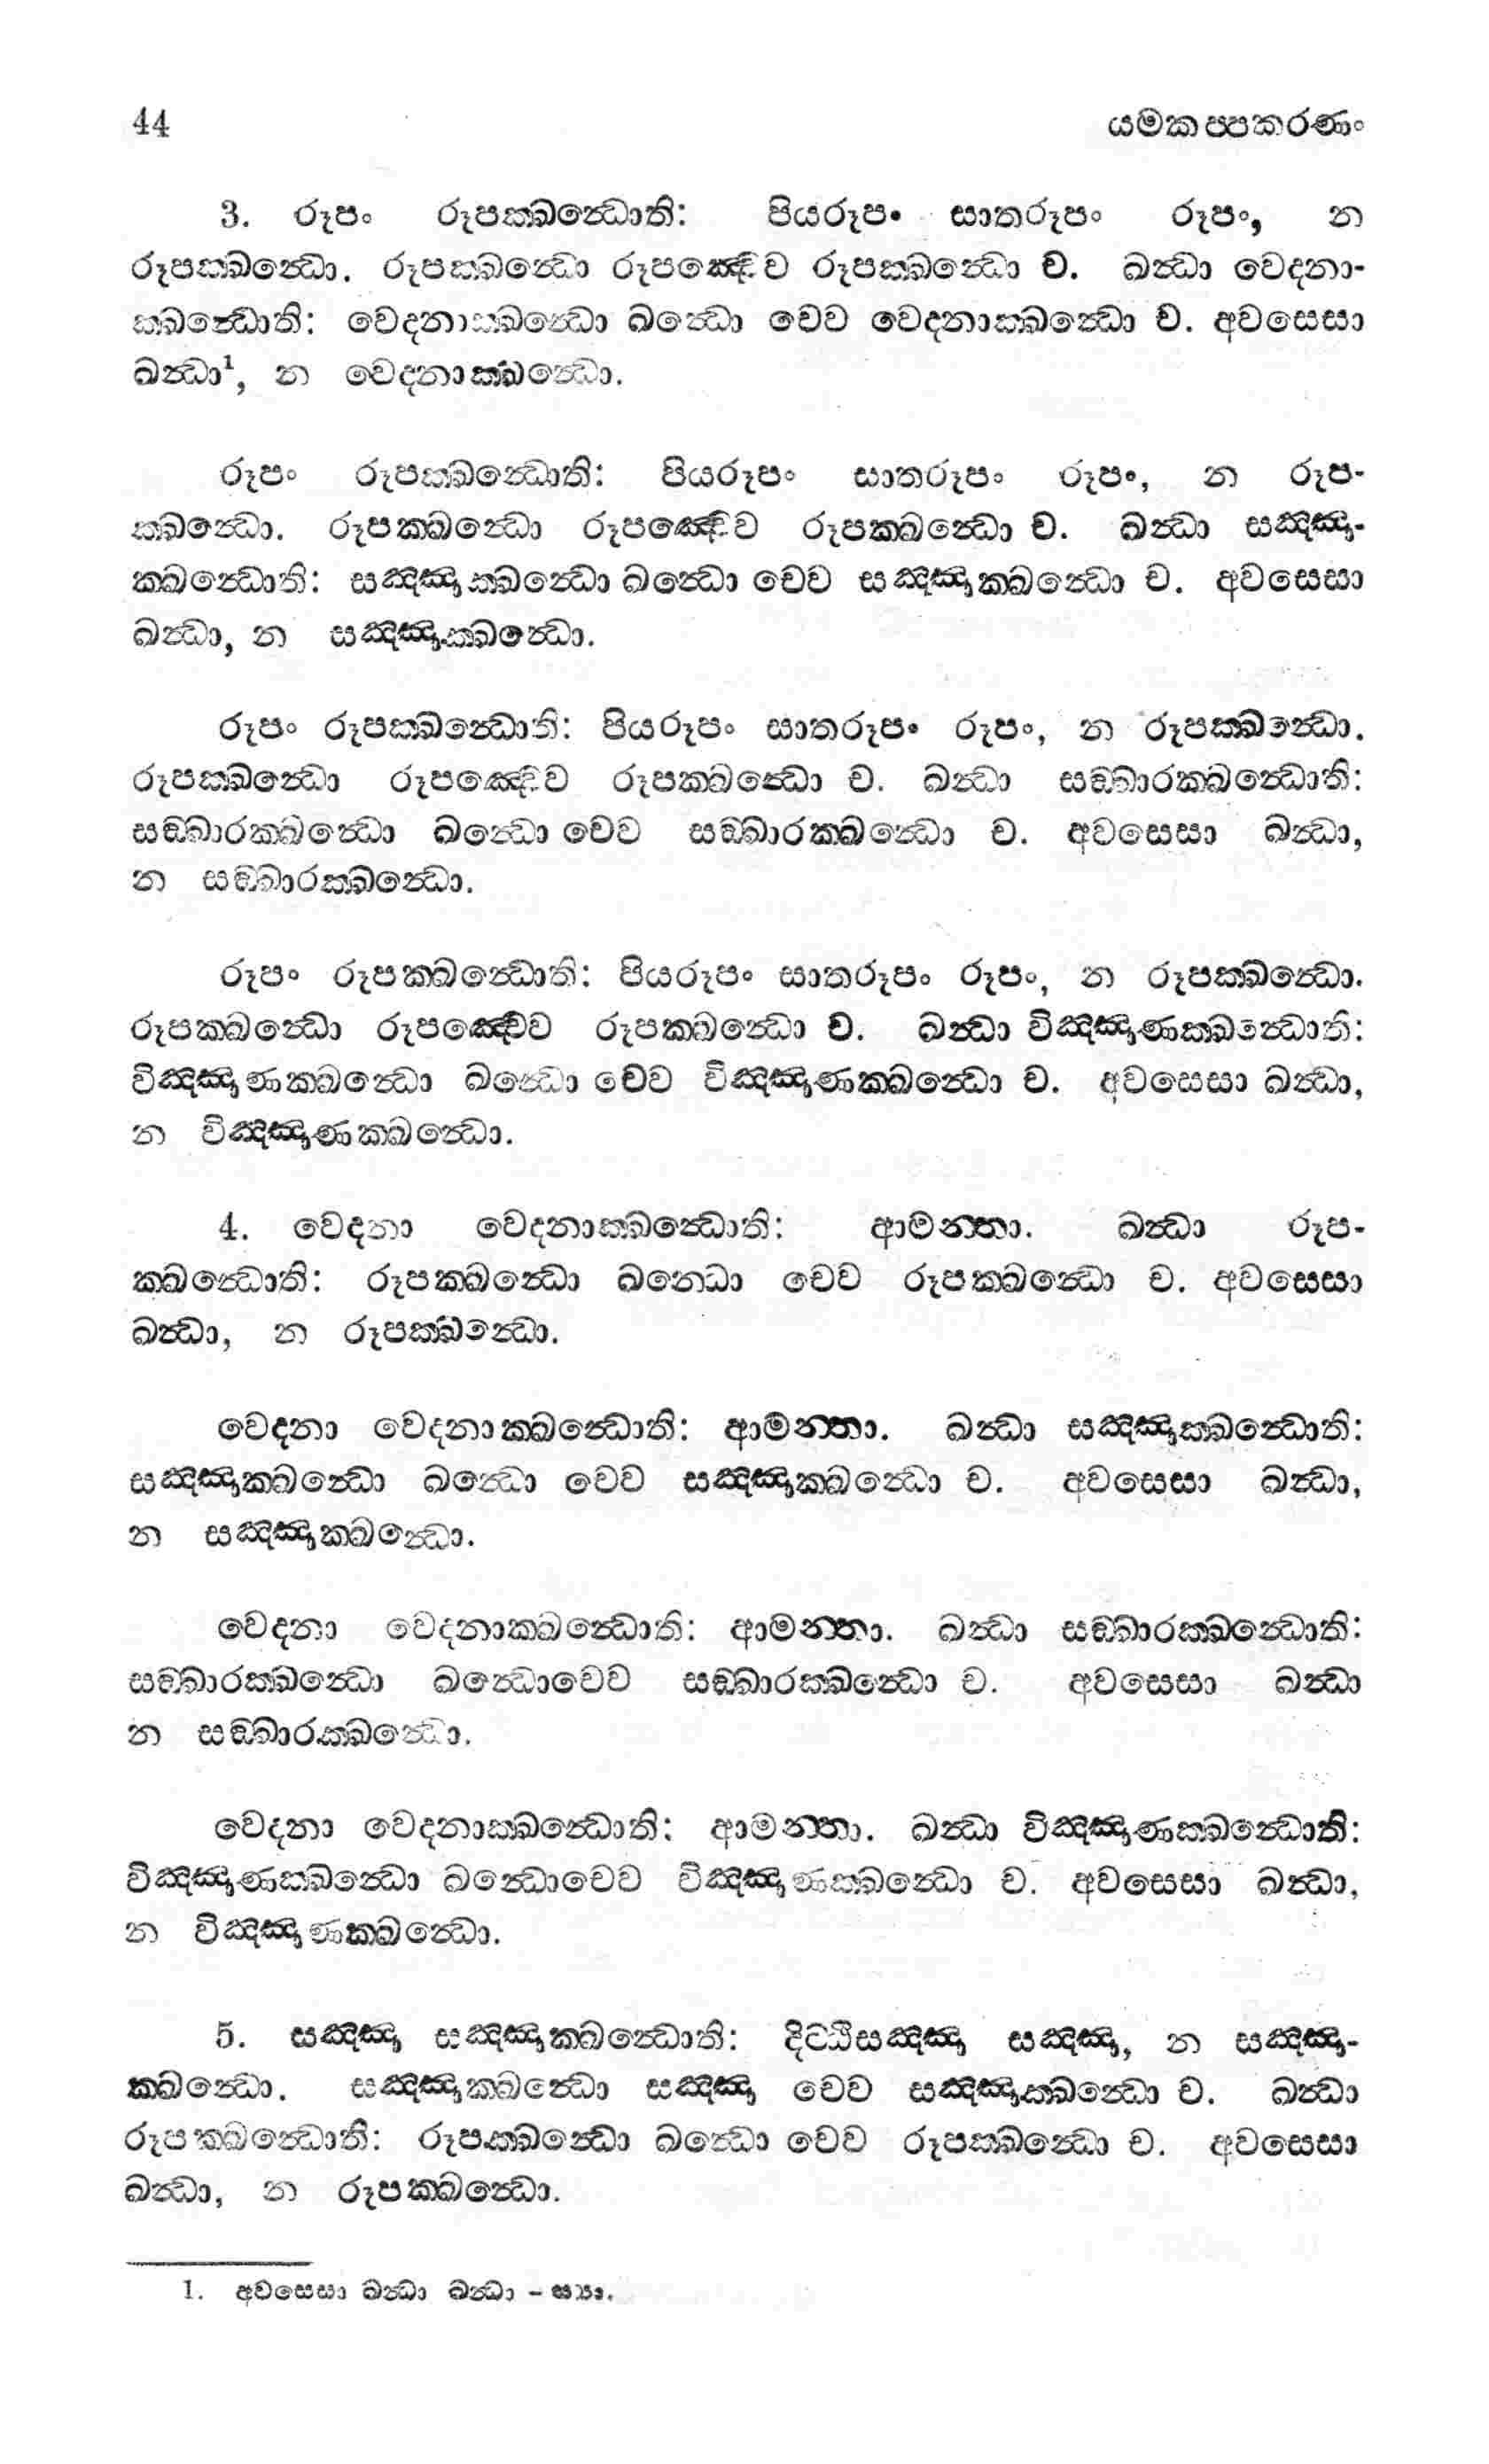 44 යමකප්පකරණං
3. රූපං රූපක්ඛන්ධොති: පියරූපං සාතරූපං රූපං, න
රූපක්ඛන්ධො. රූපක්ඛන්ධො රූපඤ්චෙව රූපක්ඛන්ධො ච. ඛන්ධා වෙදනා-
ක්ඛන්ධොති: වෙදනාක්ඛන්ධො ඛන්ධො චෙව වෙදනාක්ඛන්ධො ච. අවසෙසා
ඛන්ධා¹, න වෙදනාක්ඛන්ධො.
රූපං රූපක්ඛන්ධොති: පියරූපං සාතරූපං රූපං, න රූප-
ක්ඛන්ධො. රූපක්ඛන්ධො රූපඤ්චෙව රූපක්ඛන්ධො ච. ඛන්ධා සඤ්ඤා-
ක්ඛන්ධොති: සඤ්ඤාක්ඛන්ධො ඛන්ධො චෙව සඤ්ඤාක්ඛන්ධො ච. අවසෙසා
ඛන්ධා, න සඤ්ඤාක්ඛන්ධො.
රූපං රූපක්ඛන්ධොති: පියරූපං සාතරූපං රූපං, න රූපක්ඛන්ධො.
රූපක්ඛන්ධො රූපඤ්චෙව රූපක්ඛන්ධො ච. ඛන්ධා සඞ්ඛාරක්ඛන්ධොති:
සඞ්ඛාරක්ඛන්ධො ඛන්ධො චෙව සඞ්ඛාරක්ඛන්ධො ච. අවසෙසා ඛන්ධා,
න සඞ්ඛාරක්ඛන්ධො.
රූපං රූපක්ඛන්ධොති: පියරූපං සාතරූපං රූපං, න රූපක්ඛන්ධො.
රූපක්ඛන්ධො රූපඤ්චෙව රූපක්ඛන්ධො ච. ඛන්ධා විඤ්ඤාණක්ඛන්ධොති:
විඤ්ඤාණක්ඛන්ධො ඛන්ධො චෙව විඤ්ඤාණක්ඛන්ධො ච. අවසෙසා ඛන්ධා,
න විඤ්ඤාණක්ඛන්ධො.
4. වෙදනා වෙදනාක්ඛන්ධොති: ආමන්තා. ඛන්ධා රූප-
ක්ඛන්ධොති: රූපක්ඛන්ධො ඛනෙධා චෙව රූපක්ඛන්ධො ච. අවසෙසා
ඛන්ධා, න රූපක්ඛන්ධො.
වෙදනා වෙදනාක්ඛන්ධොති: ආමන්තා. ඛන්ධා සඤ්ඤාක්ඛන්ධොති:
සඤ්ඤාක්ඛන්ධො ඛන්ධො චෙව සඤ්ඤාක්ඛන්ධො ච. අවසෙසා ඛන්ධා,
න සඤ්ඤාක්ඛන්ධො.
වෙදනා වෙදනාක්ඛන්ධොති: ආමන්තා. ඛන්ධා සඞ්ඛාරක්ඛන්ධොති:
සඞ්ඛාරක්ඛන්ධො ඛන්ධොචෙව සඞ්ඛාරක්ඛන්ධො ච. අවසෙසා ඛන්ධා
න සඞ්ඛාරක්ඛන්ධො.
වෙදනා වෙදනාක්ඛන්ධොති: ආමන්තා. ඛන්ධා විඤ්ඤාණක්ඛන්ධොති:
විඤ්ඤාණක්ඛන්ධො ඛන්ධොචෙව විඤ්ඤාණක්ඛන්ධො ච. අවසෙසා ඛන්ධා,
න විඤ්ඤාණක්ඛන්ධො.
5. සඤ්ඤා සඤ්ඤාක්ඛන්ධොති: දිට්ඨිසඤ්ඤා සඤ්ඤා, න සඤ්ඤා-
ක්ඛන්ධො. සඤ්ඤාක්ඛන්ධො සඤ්ඤා චෙව සඤ්ඤාක්ඛන්ධො ච. ඛන්ධා
රූපක්ඛන්ධොති: රූපක්ඛන්ධො ඛන්ධො චෙව රූපක්ඛන්ධො ච. අවසෙසා
ඛන්ධා, න රූපක්ඛන්ධො.
1. අවසෙසා ඛන්ධා ඛන්ධා – ස්‍යා.